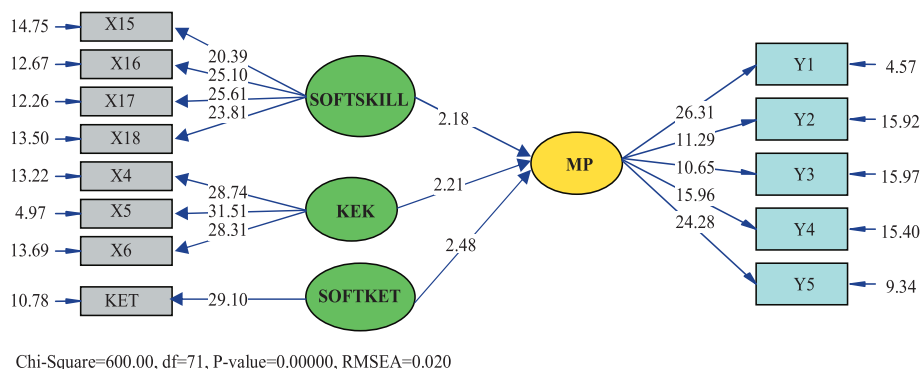 14.75 X15
20.39
12.67 X16
25.10
12.26 X17
25.61
13.50 X18
23.81
SOFTSKILL
2.18
13.22 X4
28.74
4.97 X5
31.51
13.69 X6
28.31
KEK
2.21
10.78 KET
29.10
SOFTKET
2.48
MP
26.31
Y1 4.57
11.29
Y2 15.92
10.65
Y3 15.97
15.96
Y4 15.40
24.28
Y5 9.34
Chi-Square=600.00, df=71, P-value=0.00000, RMSEA=0.020